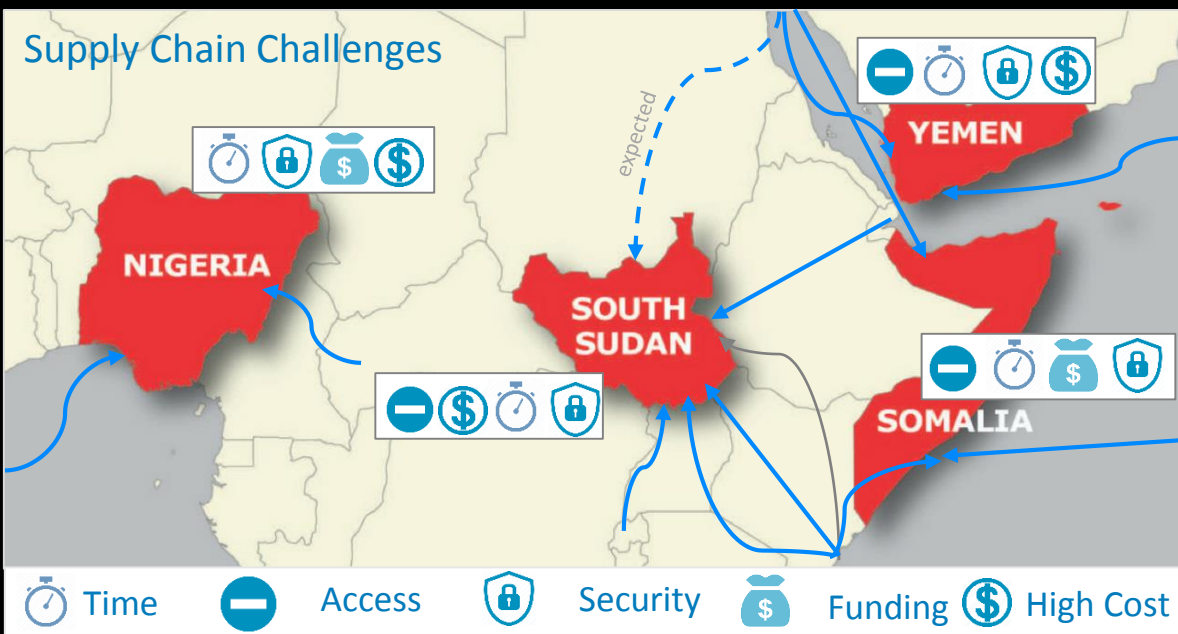 Supply Chain Challenges
expected
YEMEN
NIGERIA
SOUTH
SUDAN
SOMALIA
Time Access Security Funding High Cost